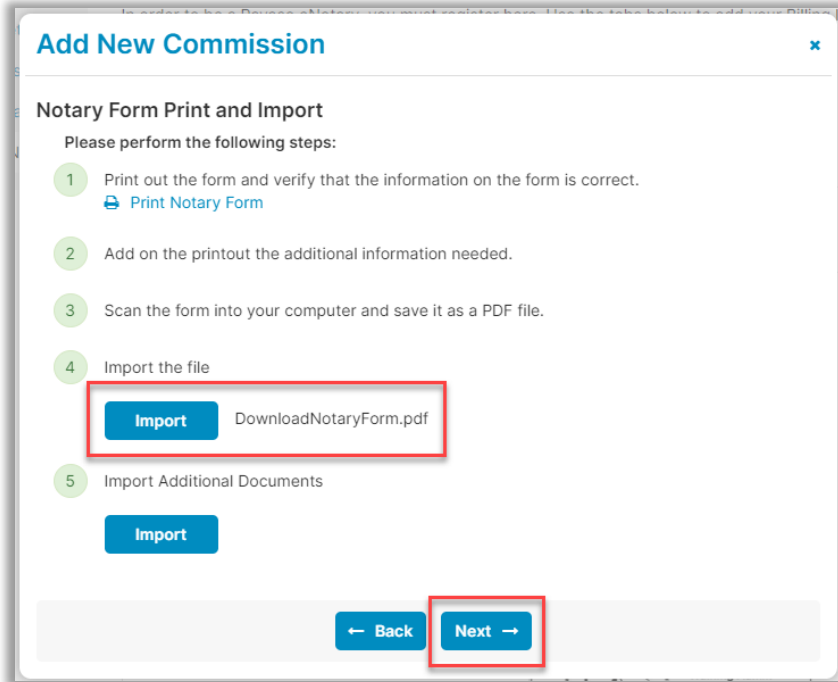 Add New Commission
Notary Form Print and Import
Please perform the following steps:
1 Print out the form and verify that the information on the form is correct.
Print Notary Form
2 Add on the printout the additional information needed.
3 Scan the form into your computer and save it as a PDF file.
4 Import the file
Import DownloadNotaryForm.pdf
5 Import Additional Documents
Import
← Back Next →